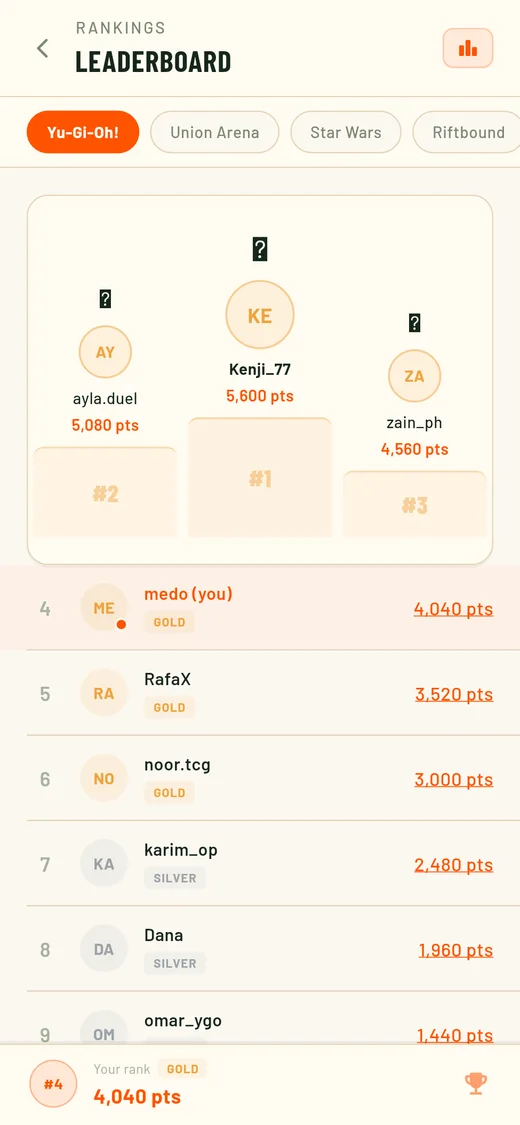 RANKINGS
LEADERBOARD
Yu-Gi-Oh!
Union Arena
Star Wars
Riftbound
KE
Kenji_77
5,600 pts
#1
AY
ayla.duel
5,080 pts
#2
ZA
zain_ph
4,560 pts
#3
4 ME medo (you) 4,040 pts
GOLD
5 RA RafaX 3,520 pts
GOLD
6 NO noor.tcg 3,000 pts
GOLD
7 KA karim_op 2,480 pts
SILVER
8 DA Dana 1,960 pts
SILVER
9 OM omar_ygo 1,440 pts
#4 Your rank GOLD
4,040 pts